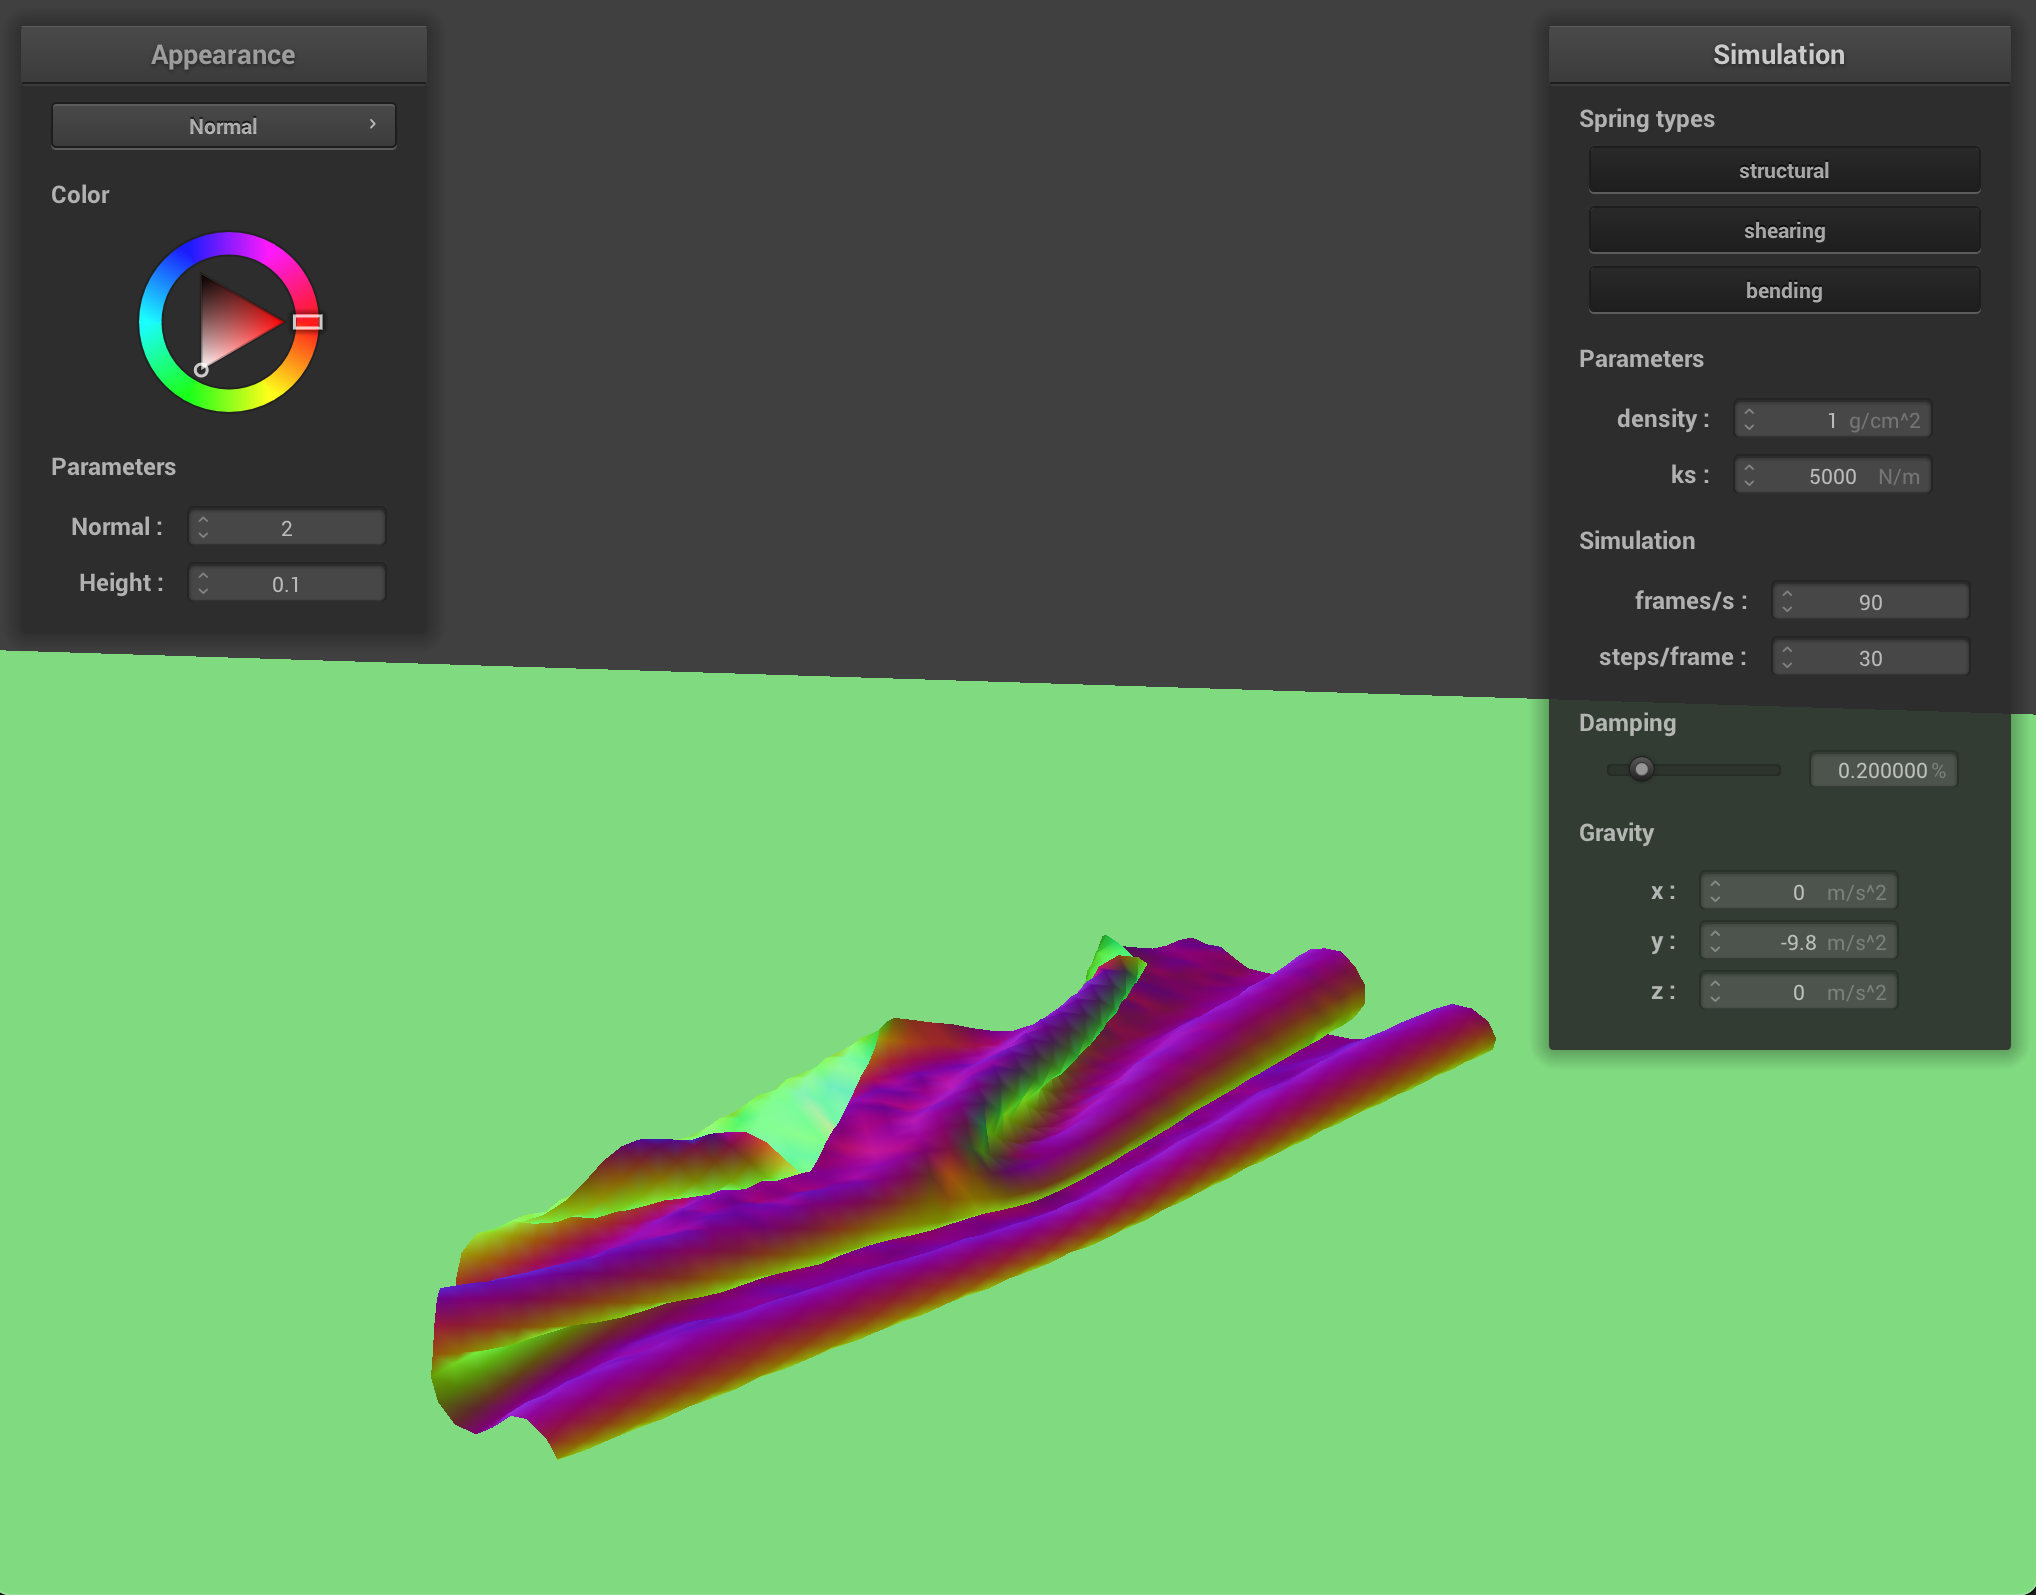 Appearance
Normal
Color
Parameters
Normal : 2
Height : 0.1
Simulation
Spring types
structural
shearing
bending
Parameters
density : 1 g/cm^2
ks : 5000 N/m
Simulation
frames/s : 90
steps/frame : 30
Damping
0.200000 %
Gravity
x : 0 m/s^2
y : -9.8 m/s^2
z : 0 m/s^2